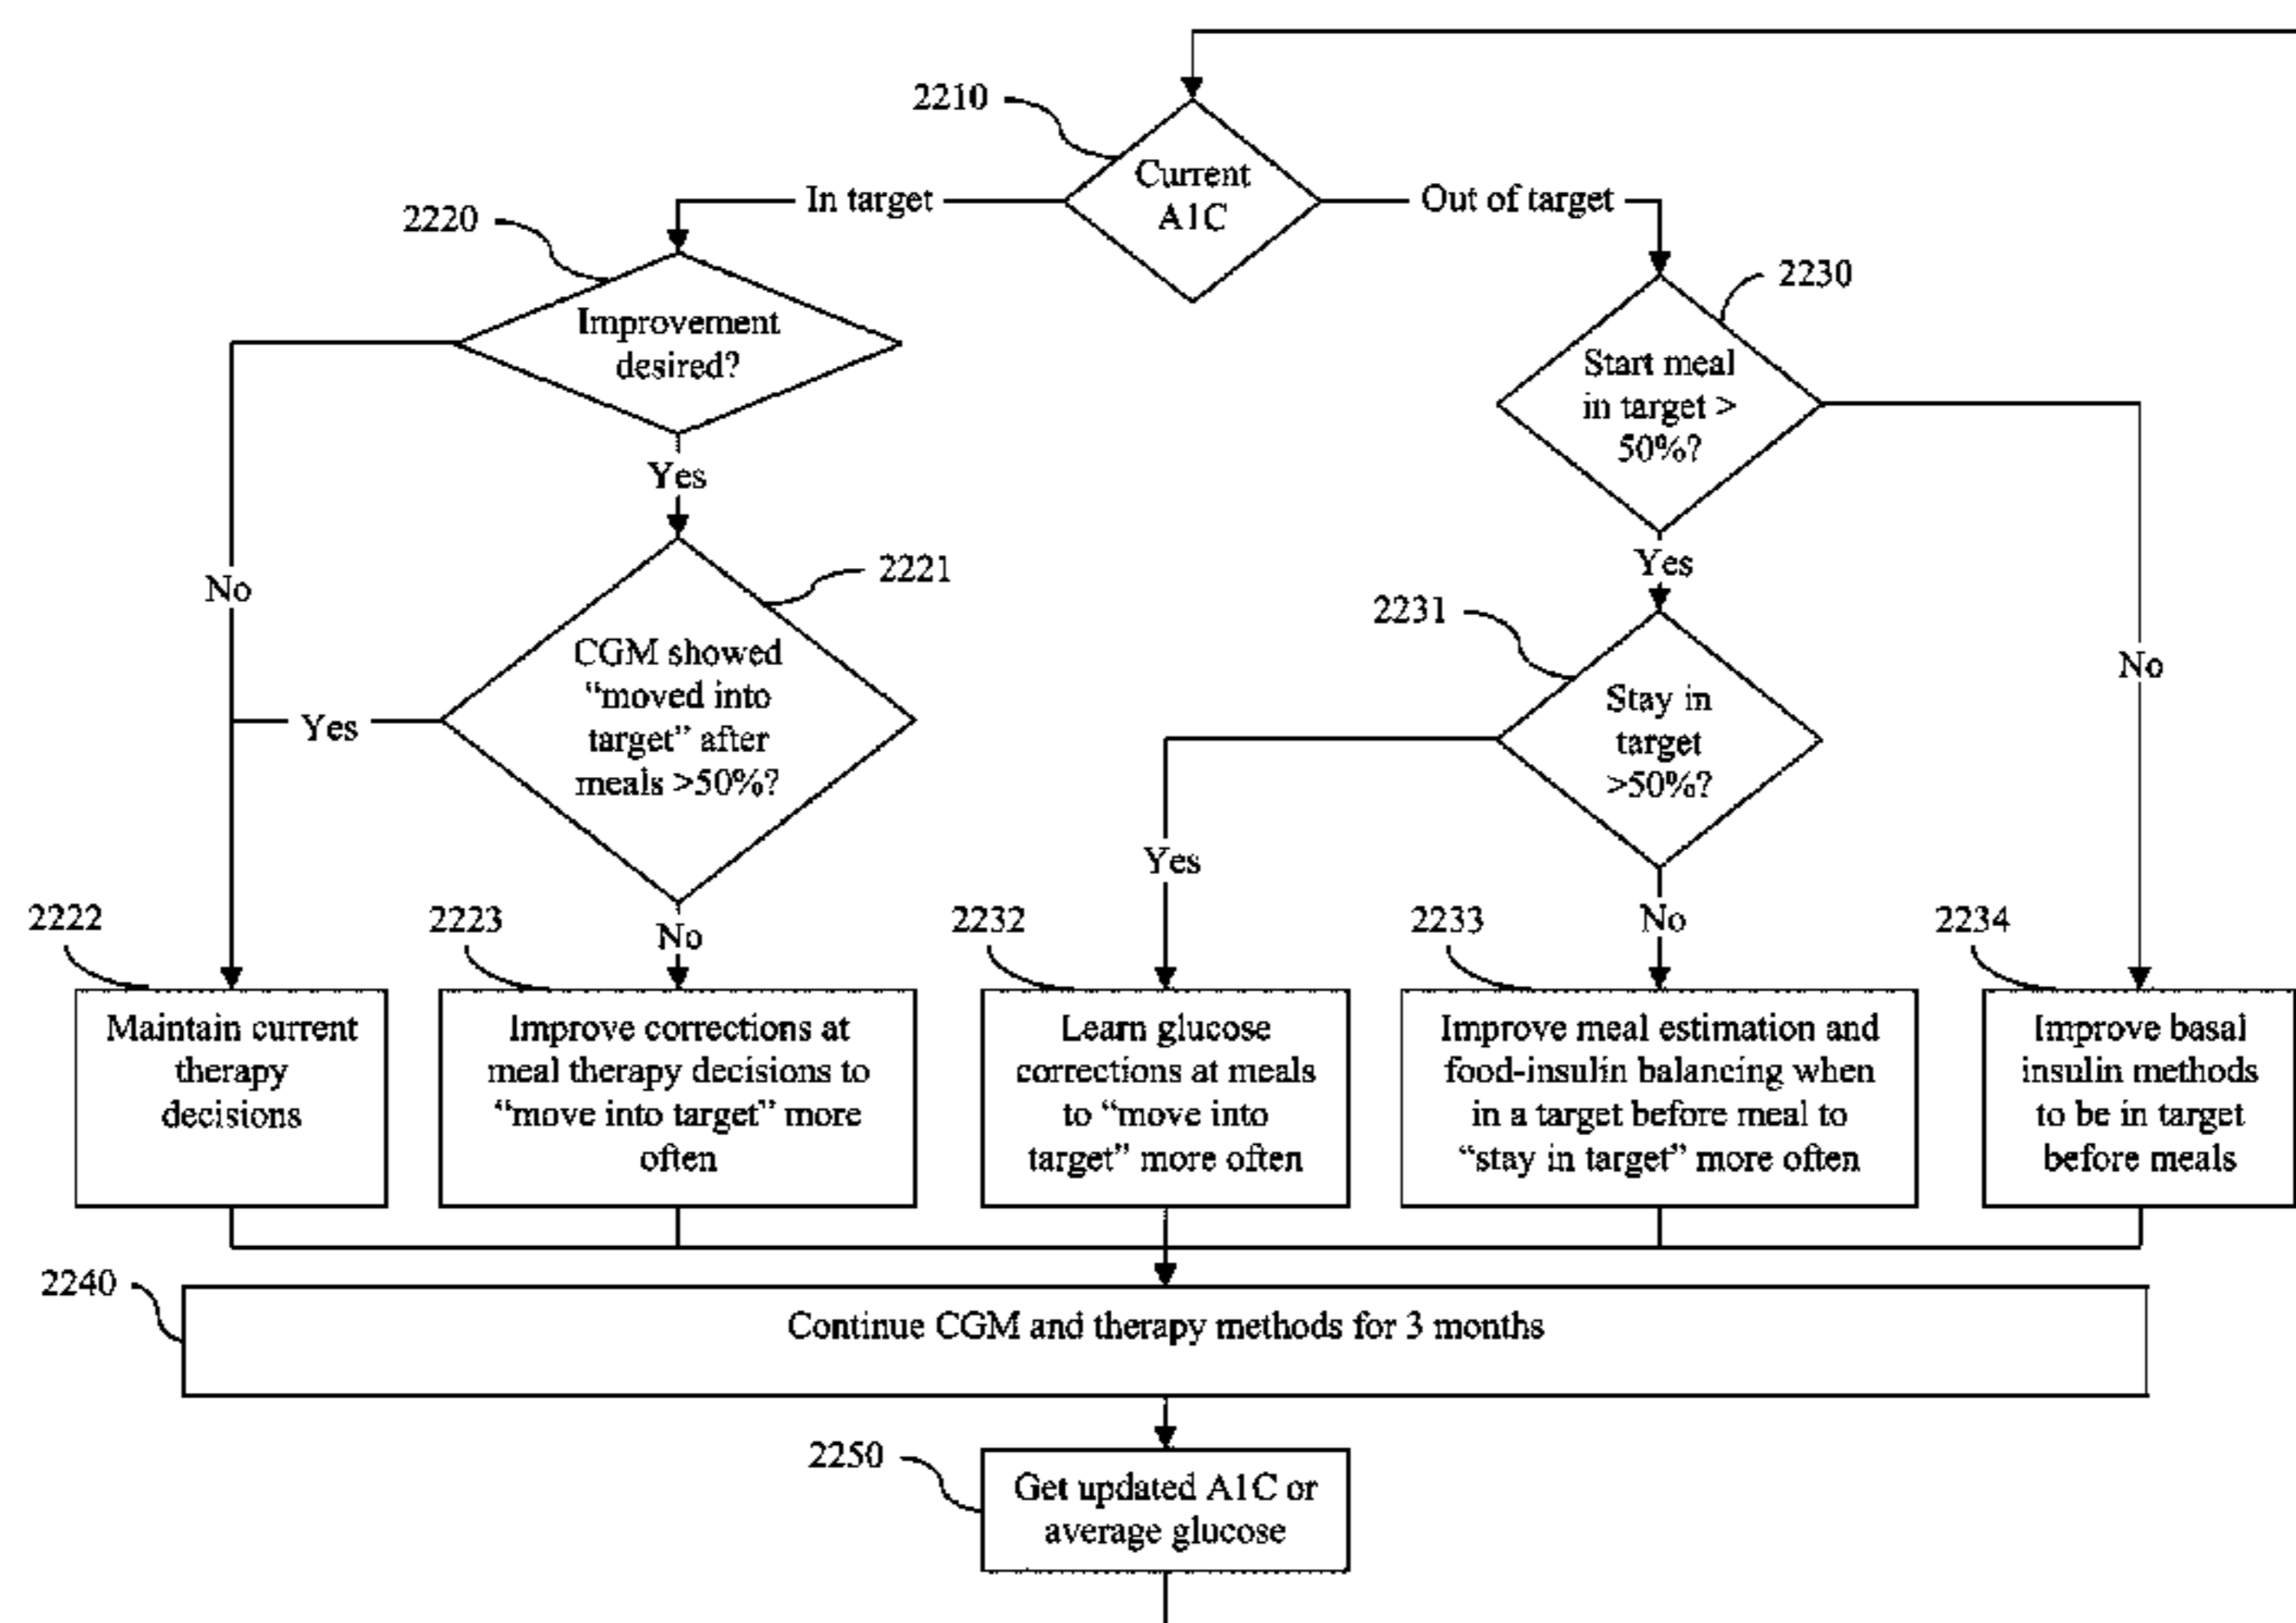 2210
Current
A1C
In target
Out of target
2220
Improvement
desired?
2230
Start meal
in target >
50%?
Yes
No
2221
CGM showed
“moved into
target” after
meals >50%?
Yes
Yes
2231
Stay in
target
>50%?
No
Yes
No
No
2222
Maintain current
therapy
decisions
2223
Improve corrections at
meal therapy decisions to
“move into target” more
often
2232
Learn glucose
corrections at meals
to “move into
target” more often
2233
Improve meal estimation and
food-insulin balancing when
in a target before meal to
“stay in target” more often
2234
Improve basal
insulin methods
to be in target
before meals
2240
Continue CGM and therapy methods for 3 months
2250
Get updated A1C or
average glucose